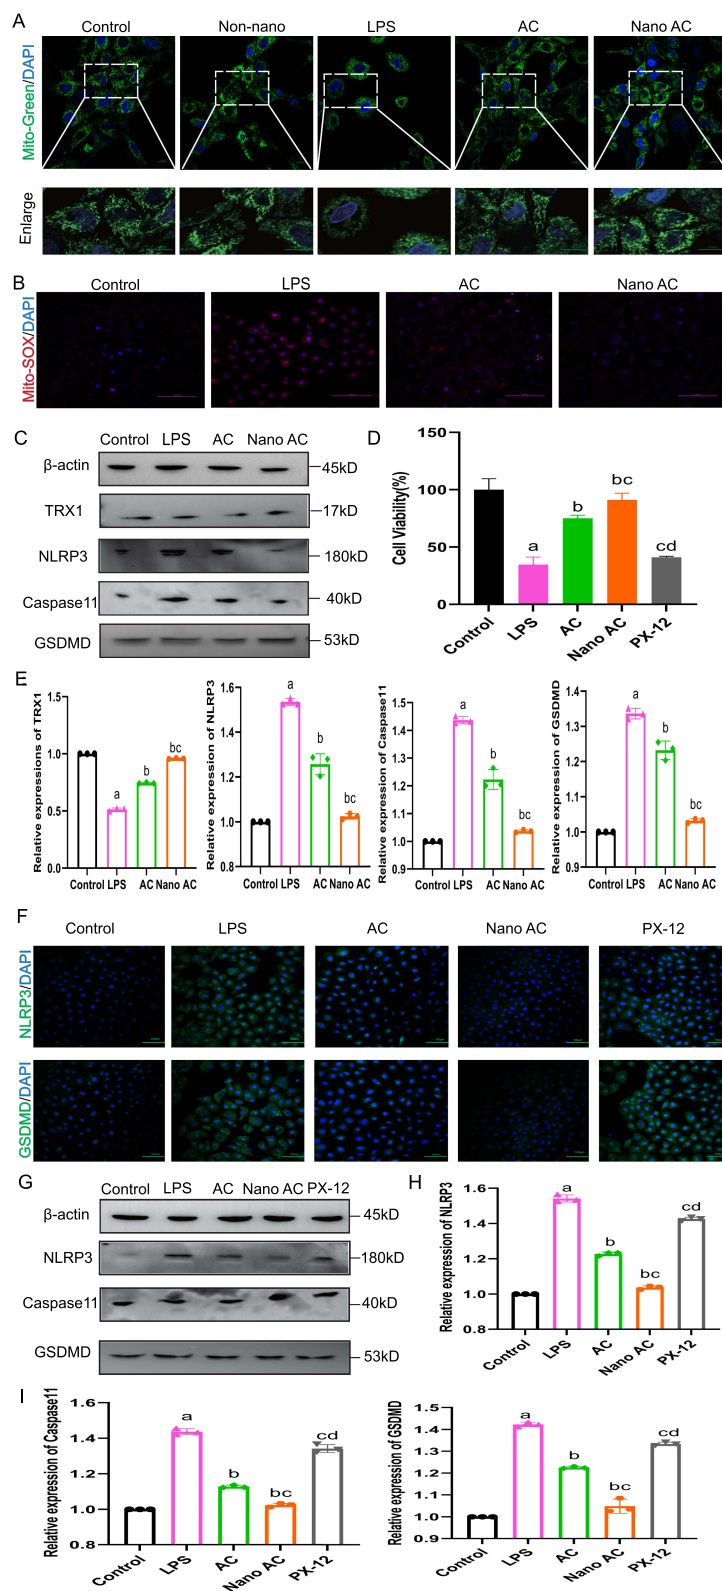 A
Control
Non-nano
LPS
AC
Nano AC
Mito-Green/DAPI
Enlarge
B
Control
LPS
AC
Nano AC
Mito-SOX/DAPI
C
Control LPS AC Nano AC
β-actin
45kD
TRX1
17kD
NLRP3
180kD
Caspase11
40kD
GSDMD
53kD
D
Cell Viability(%)
150
100
50
0
a
b
bc
cd
Control
LPS
AC
Nano AC
PX-12
E
Relative expressions of TRX1
1.5
1.0
0.5
0.0
a
b
bc
Control LPS AC Nano AC
Relative expression of NLRP3
1.6
1.4
1.2
1.0
0.8
a
b
bc
Control LPS AC Nano AC
Relative expression of Caspase11
1.5
1.4
1.3
1.2
1.1
1.0
0.9
a
b
bc
Control LPS AC Nano AC
Relative expression of GSDMD
1.4
1.3
1.2
1.1
1.0
0.9
a
b
bc
Control LPS AC Nano AC
F
Control
LPS
AC
Nano AC
PX-12
NLRP3/DAPI
GSDMD/DAPI
G
Control LPS AC Nano AC PX-12
β-actin
45kD
NLRP3
180kD
Caspase11
40kD
GSDMD
53kD
H
Relative expression of NLRP3
1.6
1.4
1.2
1.0
0.8
a
b
bc
cd
Control
LPS
AC
Nano AC
PX-12
I
Relative expression of Caspase11
1.6
1.4
1.2
1.0
0.8
a
b
bc
cd
Control
LPS
AC
Nano AC
PX-12
Relative expression of GSDMD
1.5
1.4
1.3
1.2
1.1
1.0
0.9
a
b
bc
cd
Control
LPS
AC
Nano AC
PX-12